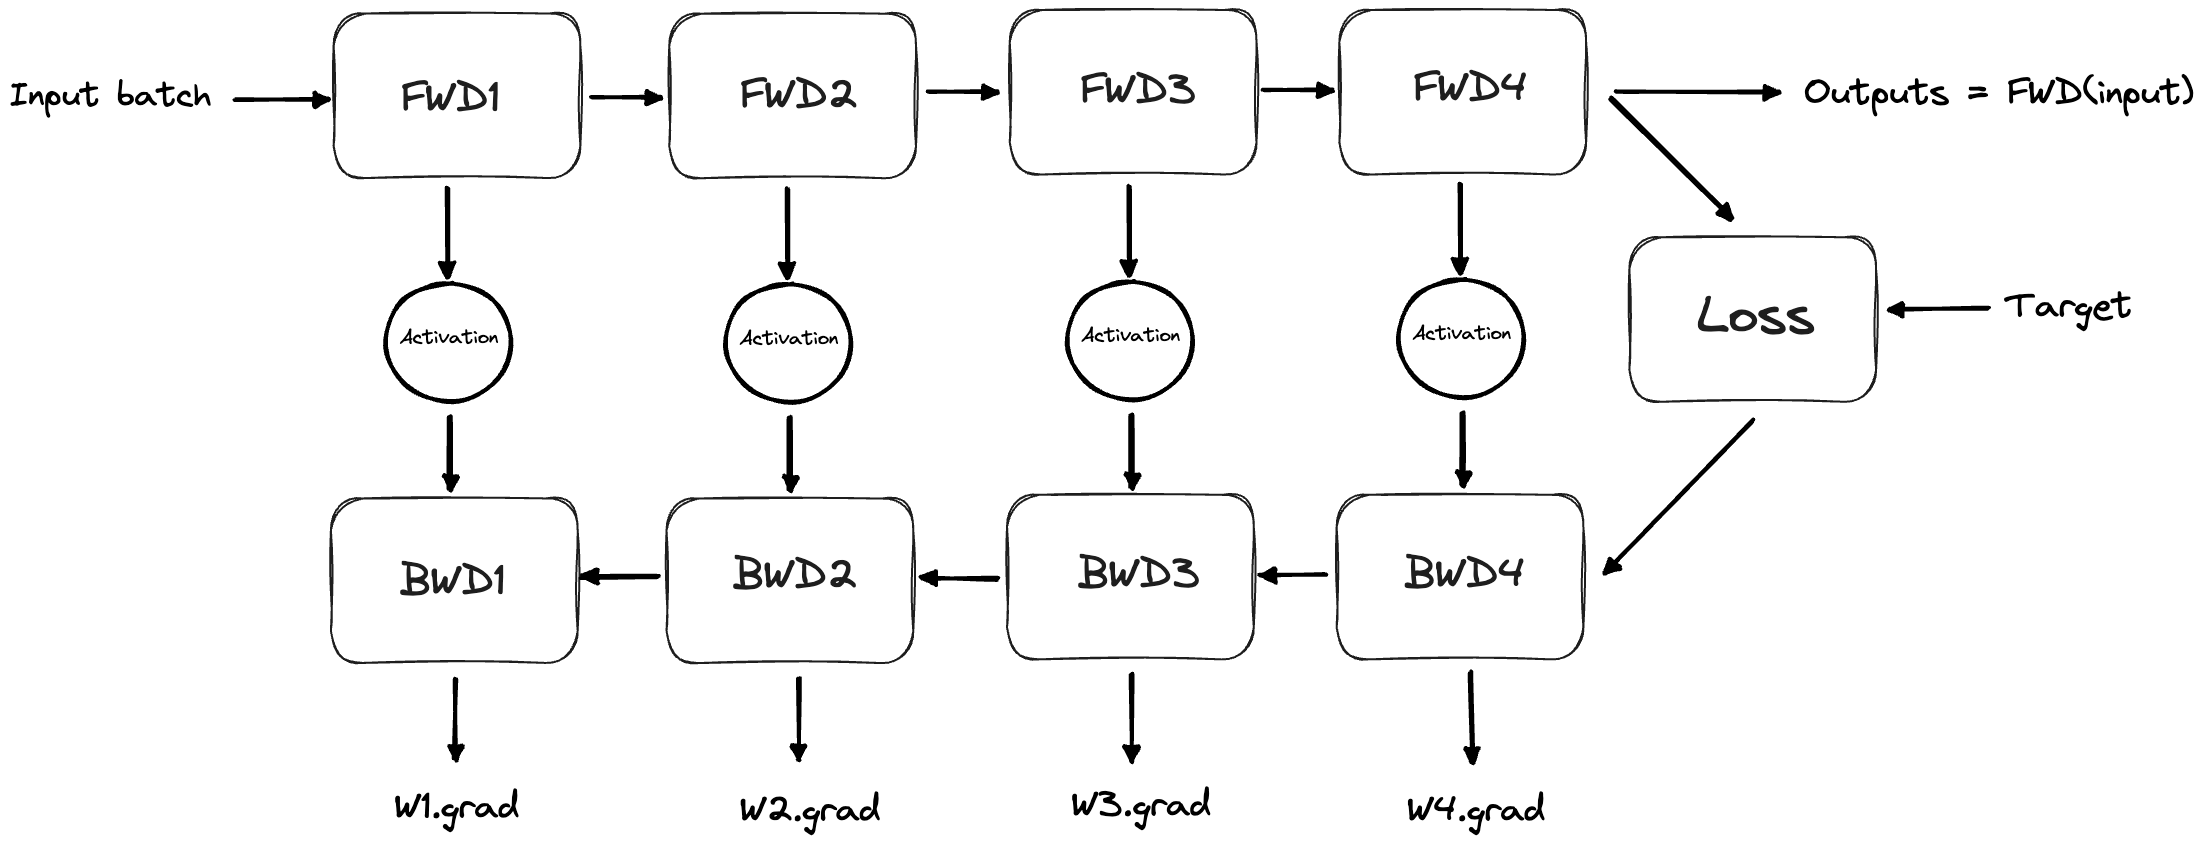 Input batch
FWD1
FWD2
FWD3
FWD4
Outputs = FWD(input)
Activation
Activation
Activation
Activation
Loss
Target
BWD1
BWD2
BWD3
BWD4
W1.grad
W2.grad
W3.grad
W4.grad